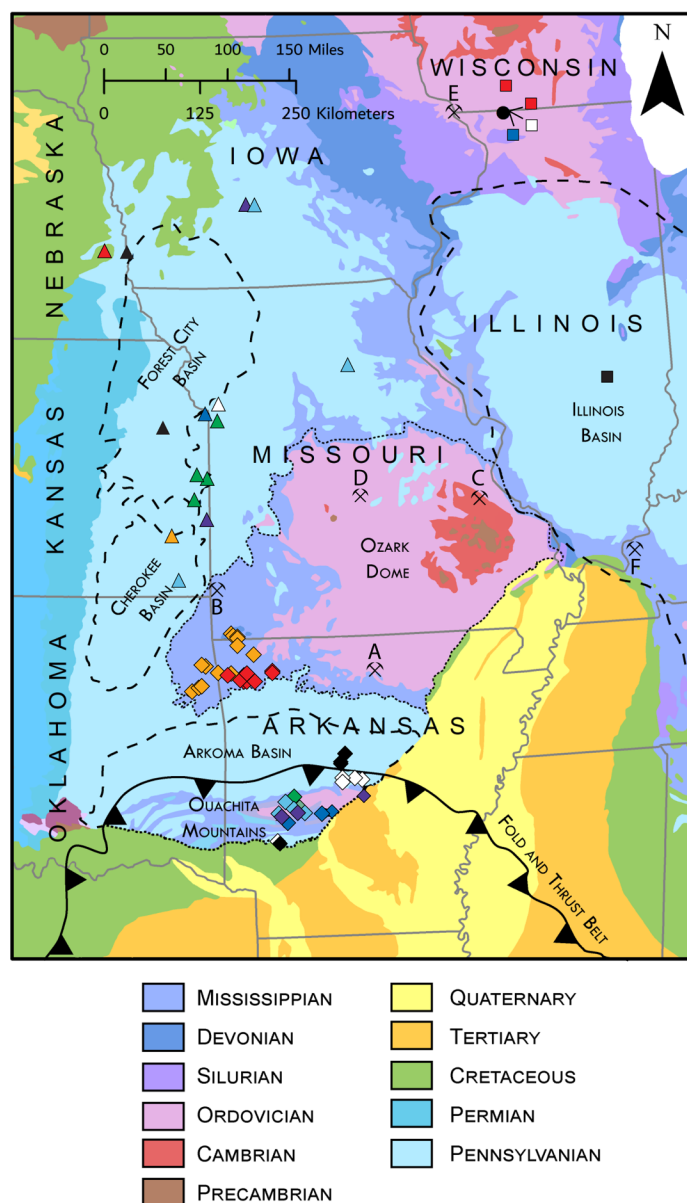 0 50 100 150 Miles
0 125 250 Kilometers
N
WISCONSIN
E
IOWA
NEBRASKA
ILLINOIS
FOREST CITY
BASIN
ILLINOIS
BASIN
KANSAS
MISSOURI
D
C
OZARK
DOME
F
CHEROKEE
BASIN
B
A
OKLAHOMA
ARKANSAS
ARKOMA BASIN
OUACHITA
MOUNTAINS
FOLD AND THRUST BELT
MISSISSIPPIAN
DEVONIAN
SILURIAN
ORDOVICIAN
CAMBRIAN
PRECAMBRIAN
QUATERNARY
TERTIARY
CRETACEOUS
PERMIAN
PENNSYLVANIAN